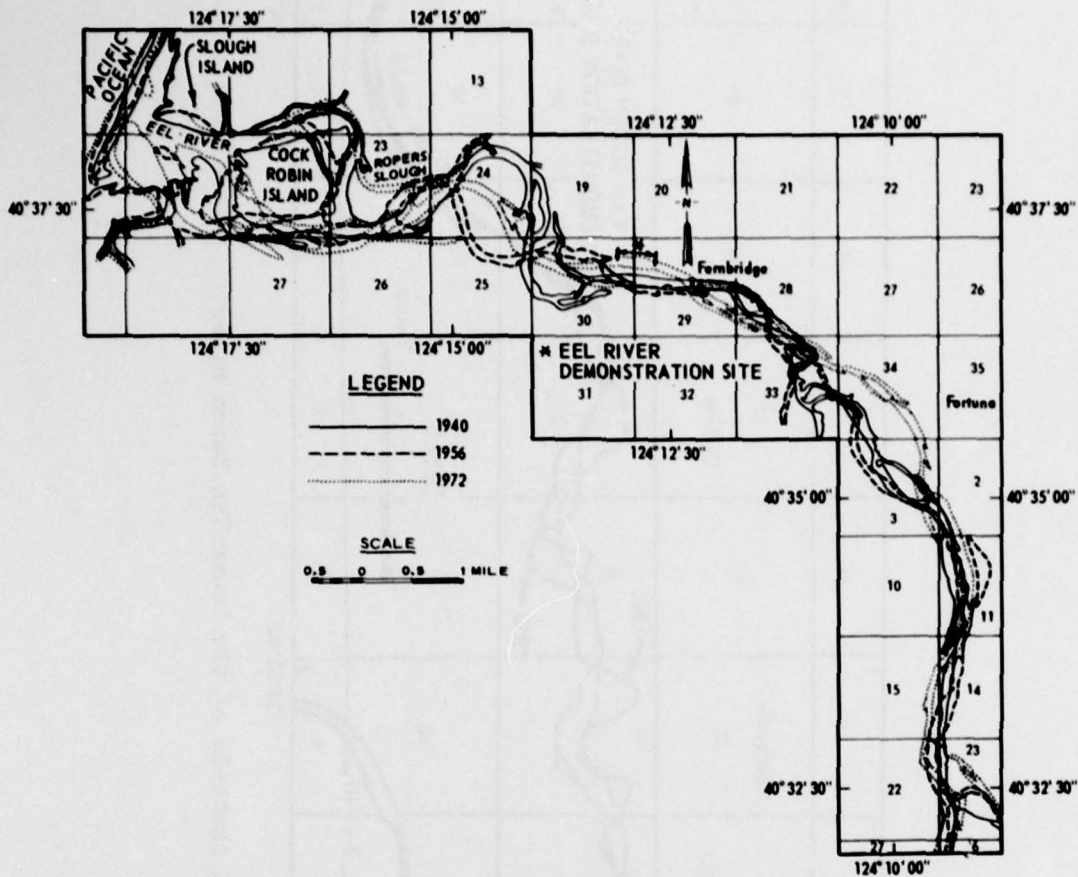 124° 17' 30"
124° 15' 00"
PACIFIC
OCEAN
SLOUGH
ISLAND
13
EEL RIVER
COCK
ROBIN
ISLAND
23
ROPERS
SLOUGH
24
124° 12' 30"
124° 10' 00"
19
20
21
22
23
N
40° 37' 30"
40° 37' 30"
*
Fernbridge
27
26
25
30
29
28
27
26
124° 17' 30"
124° 15' 00"
* EEL RIVER
DEMONSTRATION SITE
31
32
33
34
35
Fortuna
124° 12' 30"
LEGEND
1940
1956
1972
SCALE
0.5 0 0.5 1 MILE
40° 35' 00"
40° 35' 00"
2
3
10
11
15
14
23
22
40° 32' 30"
40° 32' 30"
27
6
124° 10' 00"